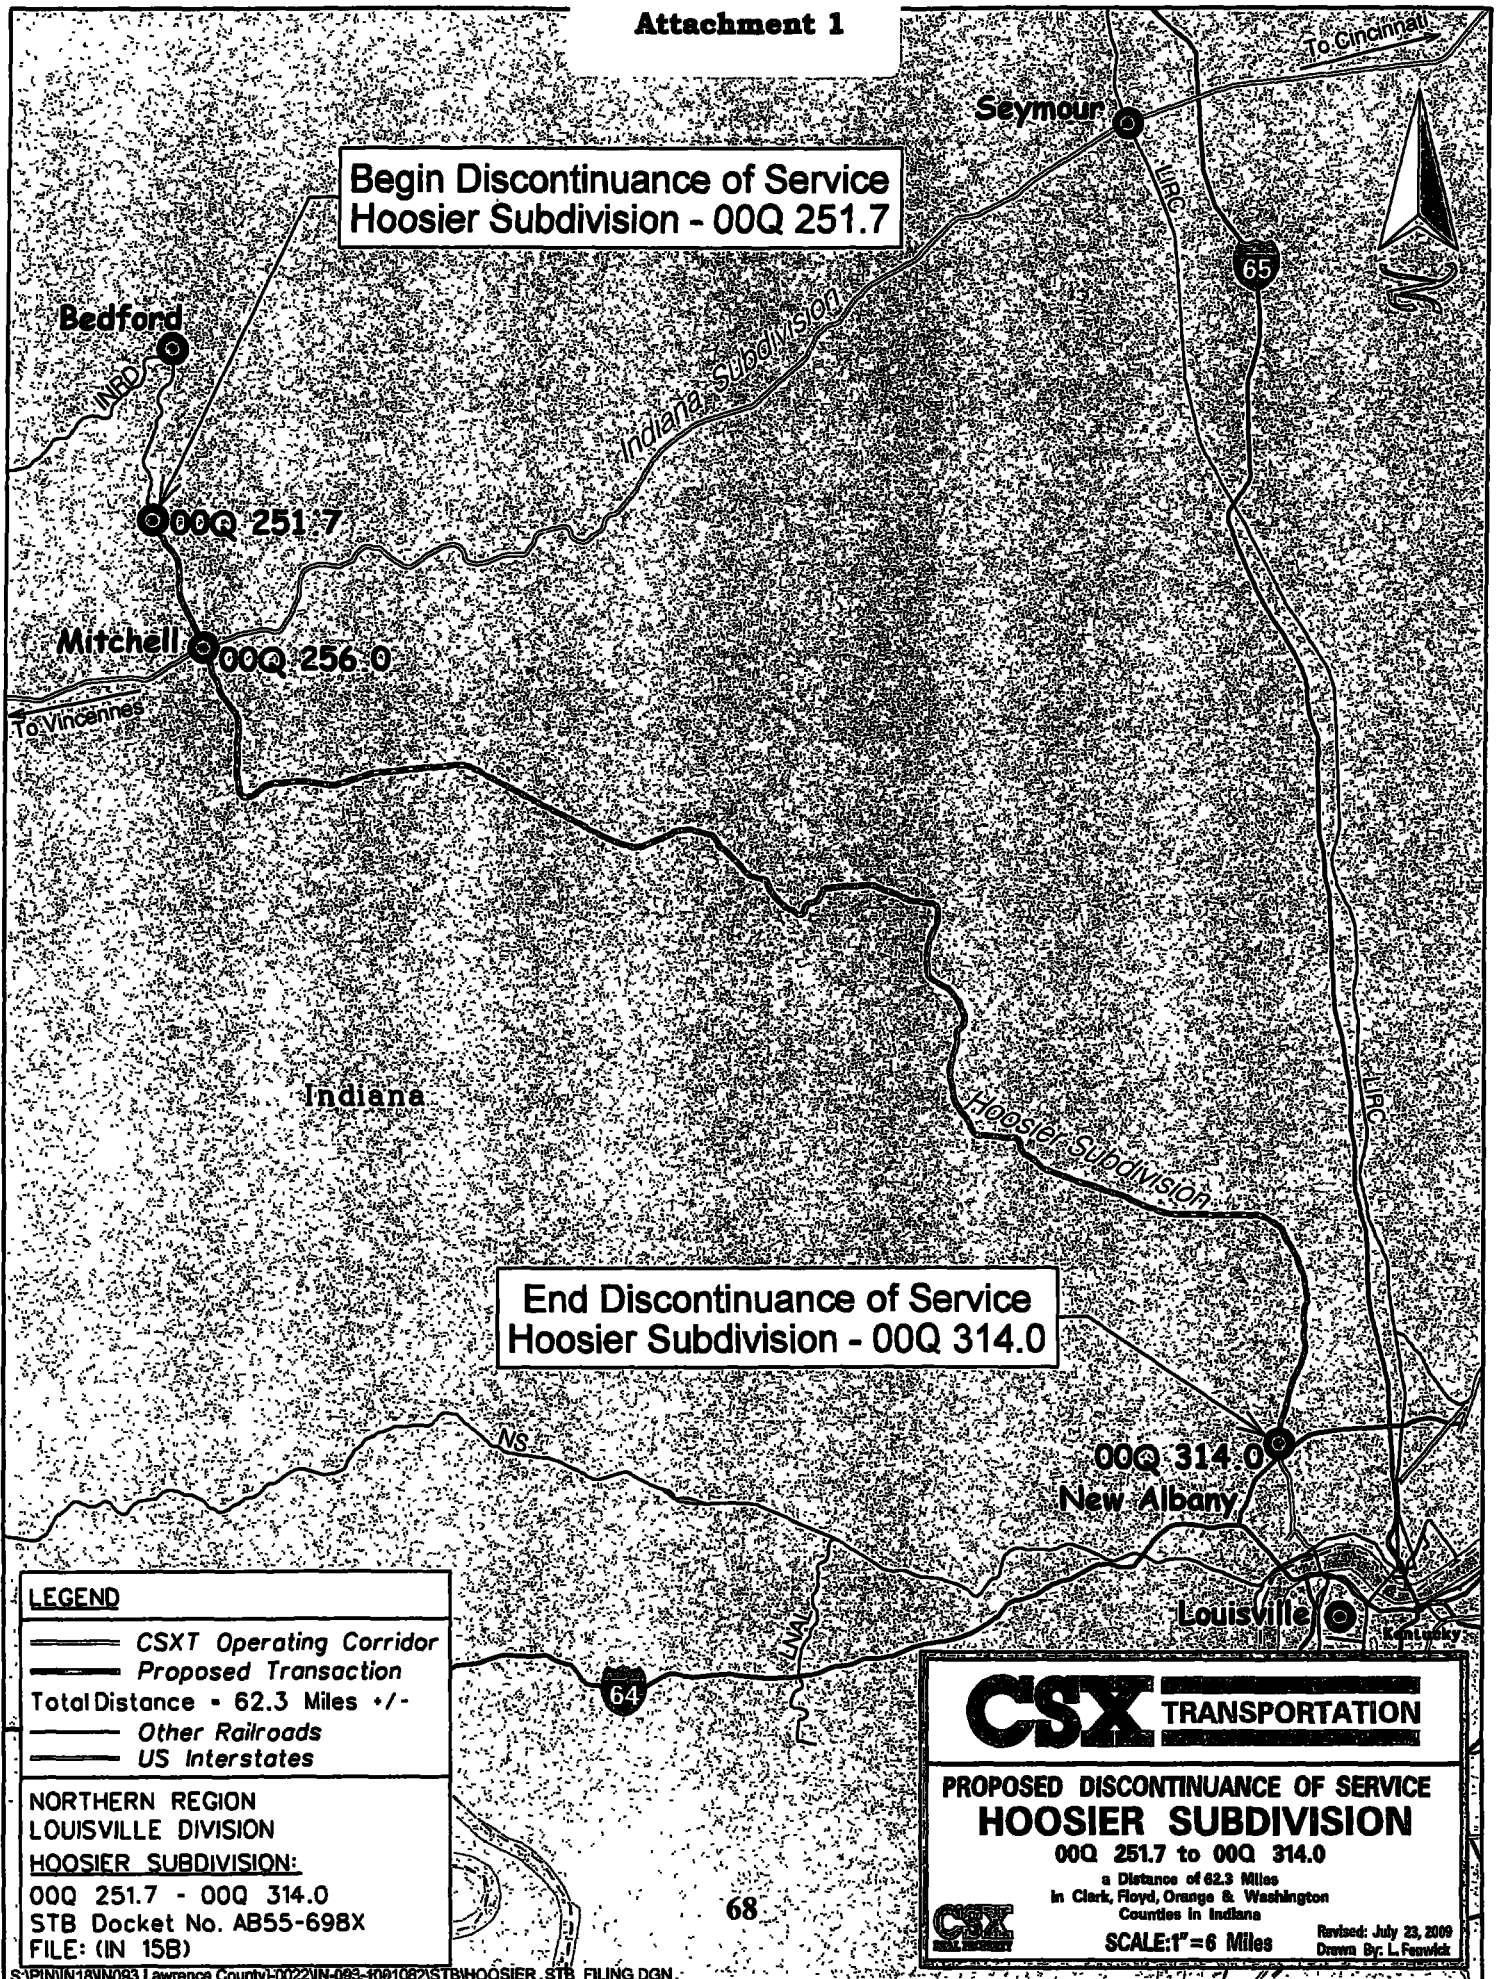 Attachment 1
To Cincinnati
Seymour
Begin Discontinuance of Service
Hoosier Subdivision - 00Q 251.7
LIRC
65
N
Bedford
INRD
Indiana Subdivision
00Q 251.7
Mitchell
00Q 256.0
To Vincennes
Indiana
Hoosier Subdivision
LIRC
End Discontinuance of Service
Hoosier Subdivision - 00Q 314.0
NS
00Q 314.0
New Albany
LNAL
Louisville
Kentucky
64
LEGEND
CSXT Operating Corridor
Proposed Transaction
Total Distance = 62.3 Miles +/-
Other Railroads
US Interstates
NORTHERN REGION
LOUISVILLE DIVISION
HOOSIER SUBDIVISION:
00Q 251.7 - 00Q 314.0
STB Docket No. AB55-698X
FILE: (IN 15B)
68
CSX TRANSPORTATION
PROPOSED DISCONTINUANCE OF SERVICE
HOOSIER SUBDIVISION
00Q 251.7 to 00Q 314.0
a Distance of 62.3 Miles
in Clark, Floyd, Orange & Washington
Counties in Indiana
CSX
REAL PROPERTY
SCALE:1"=6 Miles
Revised: July 23, 2009
Drawn By: L. Fenwick